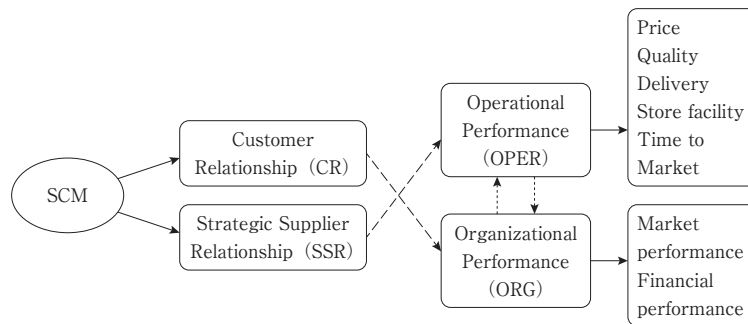 SCM
Customer
Relationship (CR)
Strategic Supplier
Relationship (SSR)
Operational
Performance
(OPER)
Organizational
Performance
(ORG)
Price
Quality
Delivery
Store facility
Time to
Market
Market
performance
Financial
performance